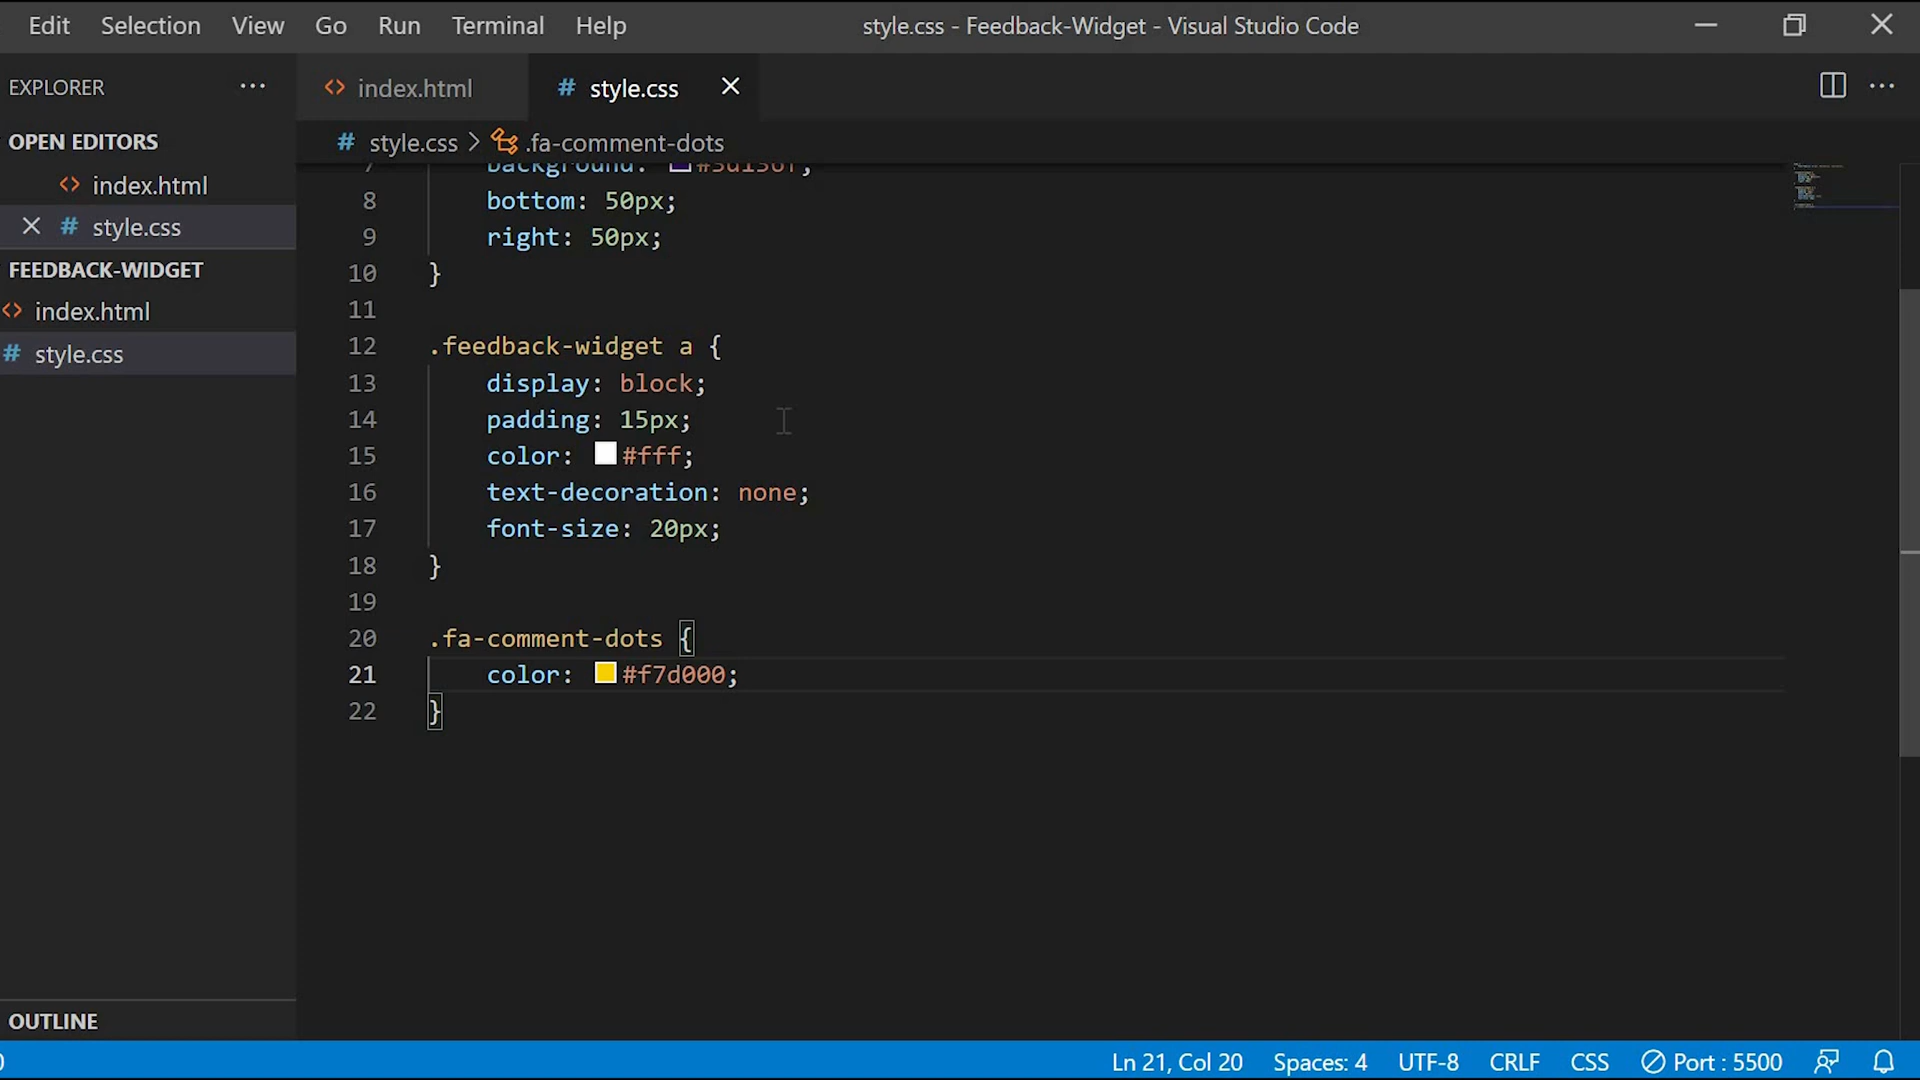 Edit Selection View Go Run Terminal Help style.css - Feedback-Widget - Visual Studio Code
EXPLORER ··· <> index.html # style.css ×
# style.css > .fa-comment-dots
OPEN EDITORS
<> index.html
× # style.css
FEEDBACK-WIDGET
<> index.html
# style.css
7 background:
8 bottom: 50px;
9 right: 50px;
10 }
11
12 .feedback-widget a {
13 display: block;
14 padding: 15px;
15 color: #fff;
16 text-decoration: none;
17 font-size: 20px;
18 }
19
20 .fa-comment-dots {
21 color: #f7d000;
22 }
OUTLINE
Ln 21, Col 20 Spaces: 4 UTF-8 CRLF CSS Port : 5500